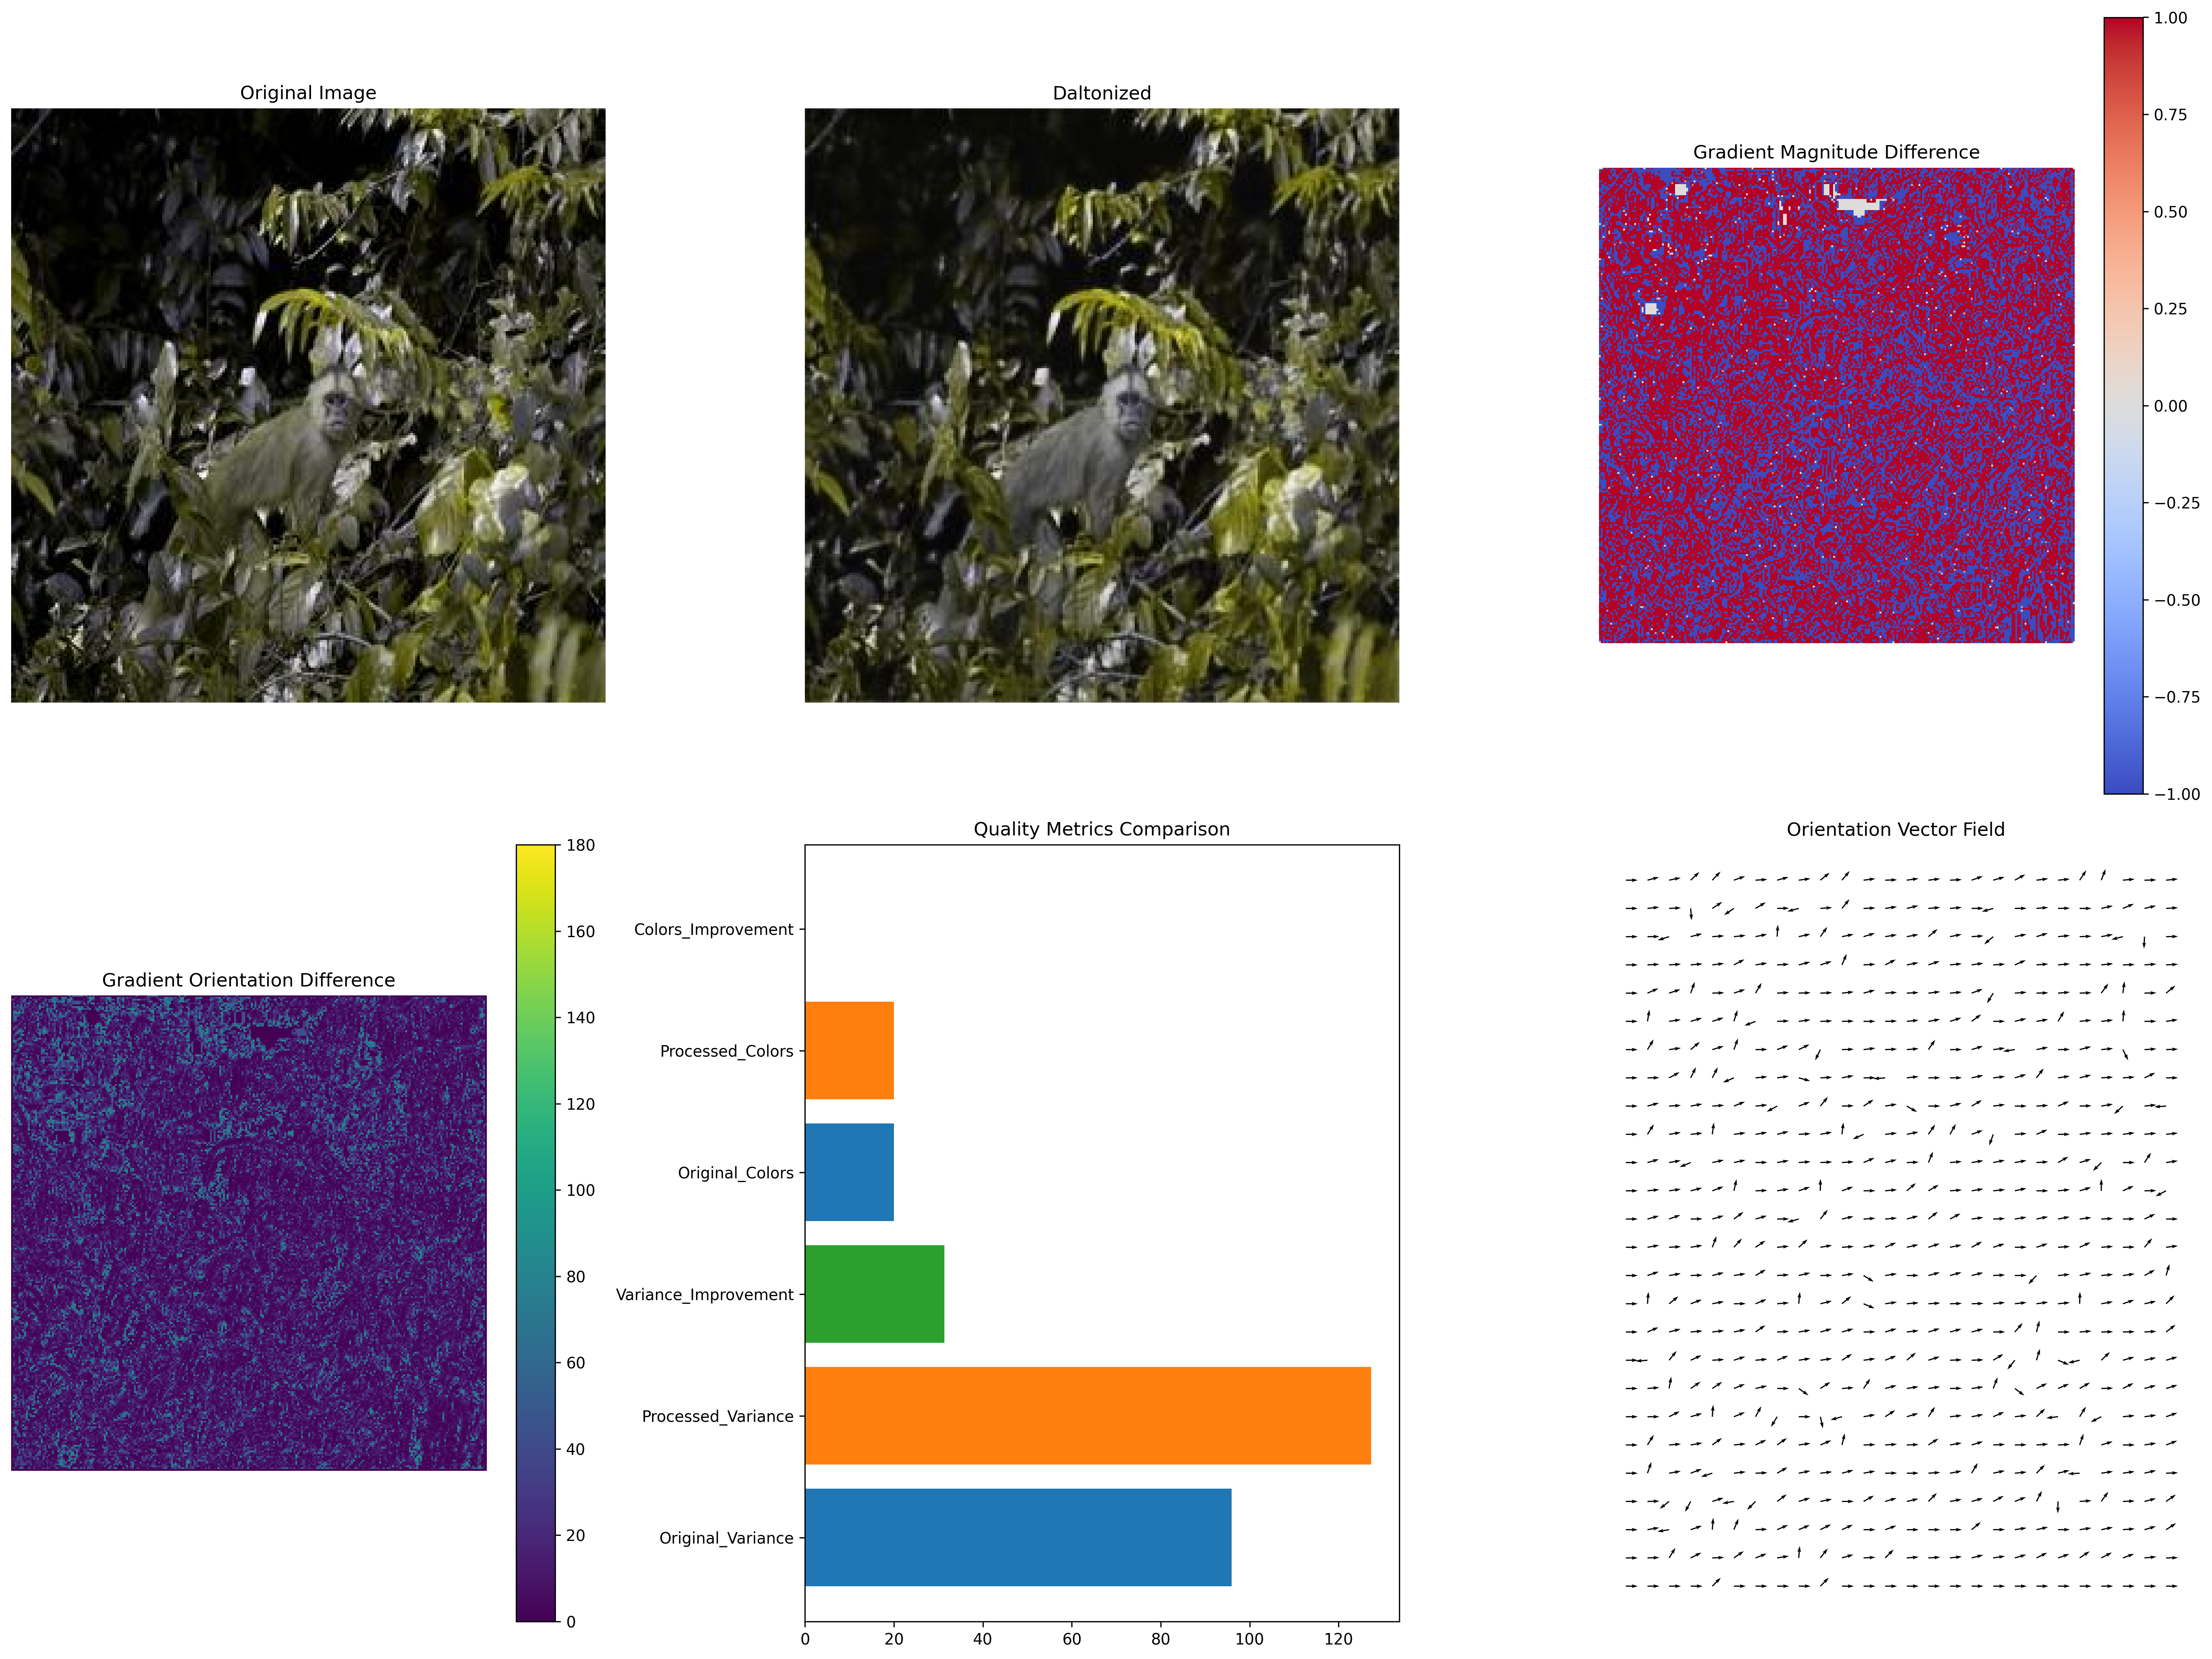 Original Image
Daltonized
Gradient Magnitude Difference
1.00
0.75
0.50
0.25
0.00
−0.25
−0.50
−0.75
−1.00
Gradient Orientation Difference
180
160
140
120
100
80
60
40
20
0
Quality Metrics Comparison
Colors_Improvement
Processed_Colors
Original_Colors
Variance_Improvement
Processed_Variance
Original_Variance
0 20 40 60 80 100 120
Orientation Vector Field